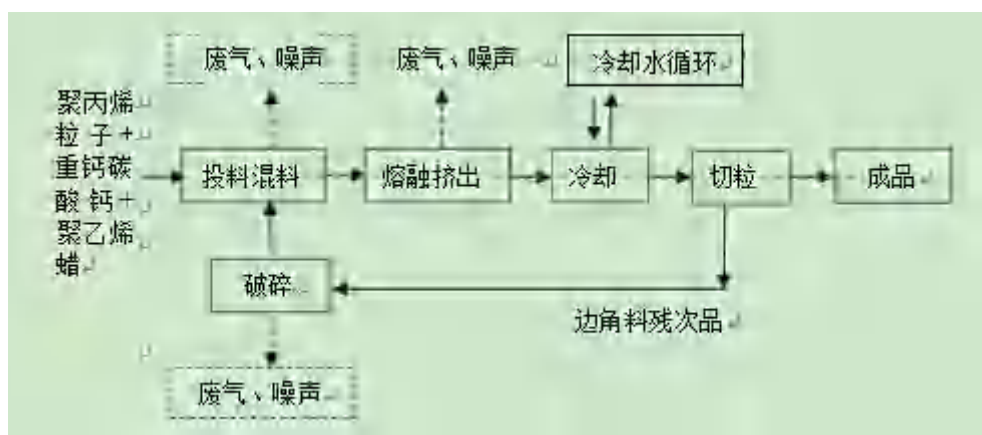 废气、噪声
废气、噪声
冷却水循环
聚丙烯
粒子+
重钙碳
酸钙+
聚乙烯
蜡
投料混料
熔融挤出
冷却
切粒
成品
破碎
边角料残次品
废气、噪声